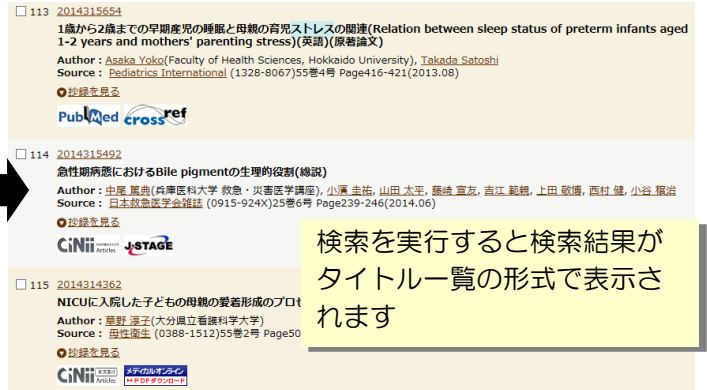 113 2014315654
1歳から2歳までの早期産児の睡眠と母親の育児ストレスの関連(Relation between sleep status of preterm infants aged
1-2 years and mothers' parenting stress)(英語)(原著論文)
Author : Asaka Yoko(Faculty of Health Sciences, Hokkaido University), Takada Satoshi
Source : Pediatrics International (1328-8067)55巻4号 Page416-421(2013.08)
抄録を見る
PubMed crossref
114 2014315492
急性期病態におけるBile pigmentの生理的役割(総説)
Author : 中尾 篤典(兵庫医科大学 救急・災害医学講座), 小濱 圭祐, 山田 太平, 藤崎 宣友, 吉江 範親, 上田 敬博, 西村 健, 小谷 穣治
Source : 日本救急医学会雑誌 (0915-924X)25巻6号 Page239-246(2014.06)
抄録を見る
CiNii Articles J-STAGE
検索を実行すると検索結果が
タイトル一覧の形式で表示さ
れます
115 2014314362
NICUに入院した子どもの母親の愛着形成のプロセ
Author : 草野 淳子(大分県立看護科学大学)
Source : 母性衛生 (0388-1512)55巻2号 Page50
抄録を見る
CiNii 本文あり Articles メディカルオンライン PDFダウンロード